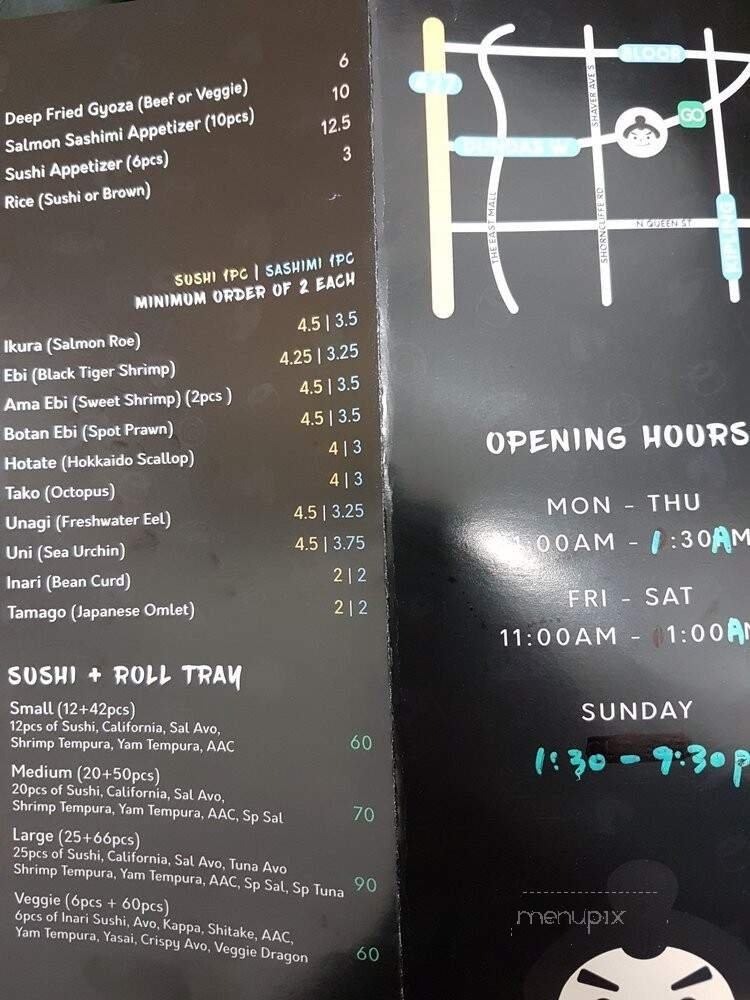 Deep Fried Gyoza (Beef or Veggie) 6
Salmon Sashimi Appetizer (10pcs) 10
Sushi Appetizer (6pcs) 12.5
Rice (Sushi or Brown) 3
SUSHI 1PC | SASHIMI 1PC
MINIMUM ORDER OF 2 EACH
Ikura (Salmon Roe) 4.5 | 3.5
Ebi (Black Tiger Shrimp) 4.25 | 3.25
Ama Ebi (Sweet Shrimp) (2pcs ) 4.5 | 3.5
Botan Ebi (Spot Prawn) 4.5 | 3.5
Hotate (Hokkaido Scallop) 4 | 3
Tako (Octopus) 4 | 3
Unagi (Freshwater Eel) 4.5 | 3.25
Uni (Sea Urchin) 4.5 | 3.75
Inari (Bean Curd) 2 | 2
Tamago (Japanese Omlet) 2 | 2
SUSHI + ROLL TRAY
Small (12+42pcs)
12pcs of Sushi, California, Sal Avo,
Shrimp Tempura, Yam Tempura, AAC 60
Medium (20+50pcs)
20pcs of Sushi, California, Sal Avo,
Shrimp Tempura, Yam Tempura, AAC, Sp Sal 70
Large (25+66pcs)
25pcs of Sushi, California, Sal Avo, Tuna Avo
Shrimp Tempura, Yam Tempura, AAC, Sp Sal, Sp Tuna 90
Veggie (6pcs + 60pcs)
6pcs of Inari Sushi, Avo, Kappa, Shitake, AAC,
Yam Tempura, Yasai, Crispy Avo, Veggie Dragon 60
427
BLOOR
SHAVER AVE S
GO
DUNDAS W
THE EAST MALL
SHORNCLIFFE RD
N QUEEN ST
KIPLING
OPENING HOURS
MON - THU
:00AM - 1:30AM
FRI - SAT
11:00AM - 1:00AM
SUNDAY
1:30 - 9:30p
menupix